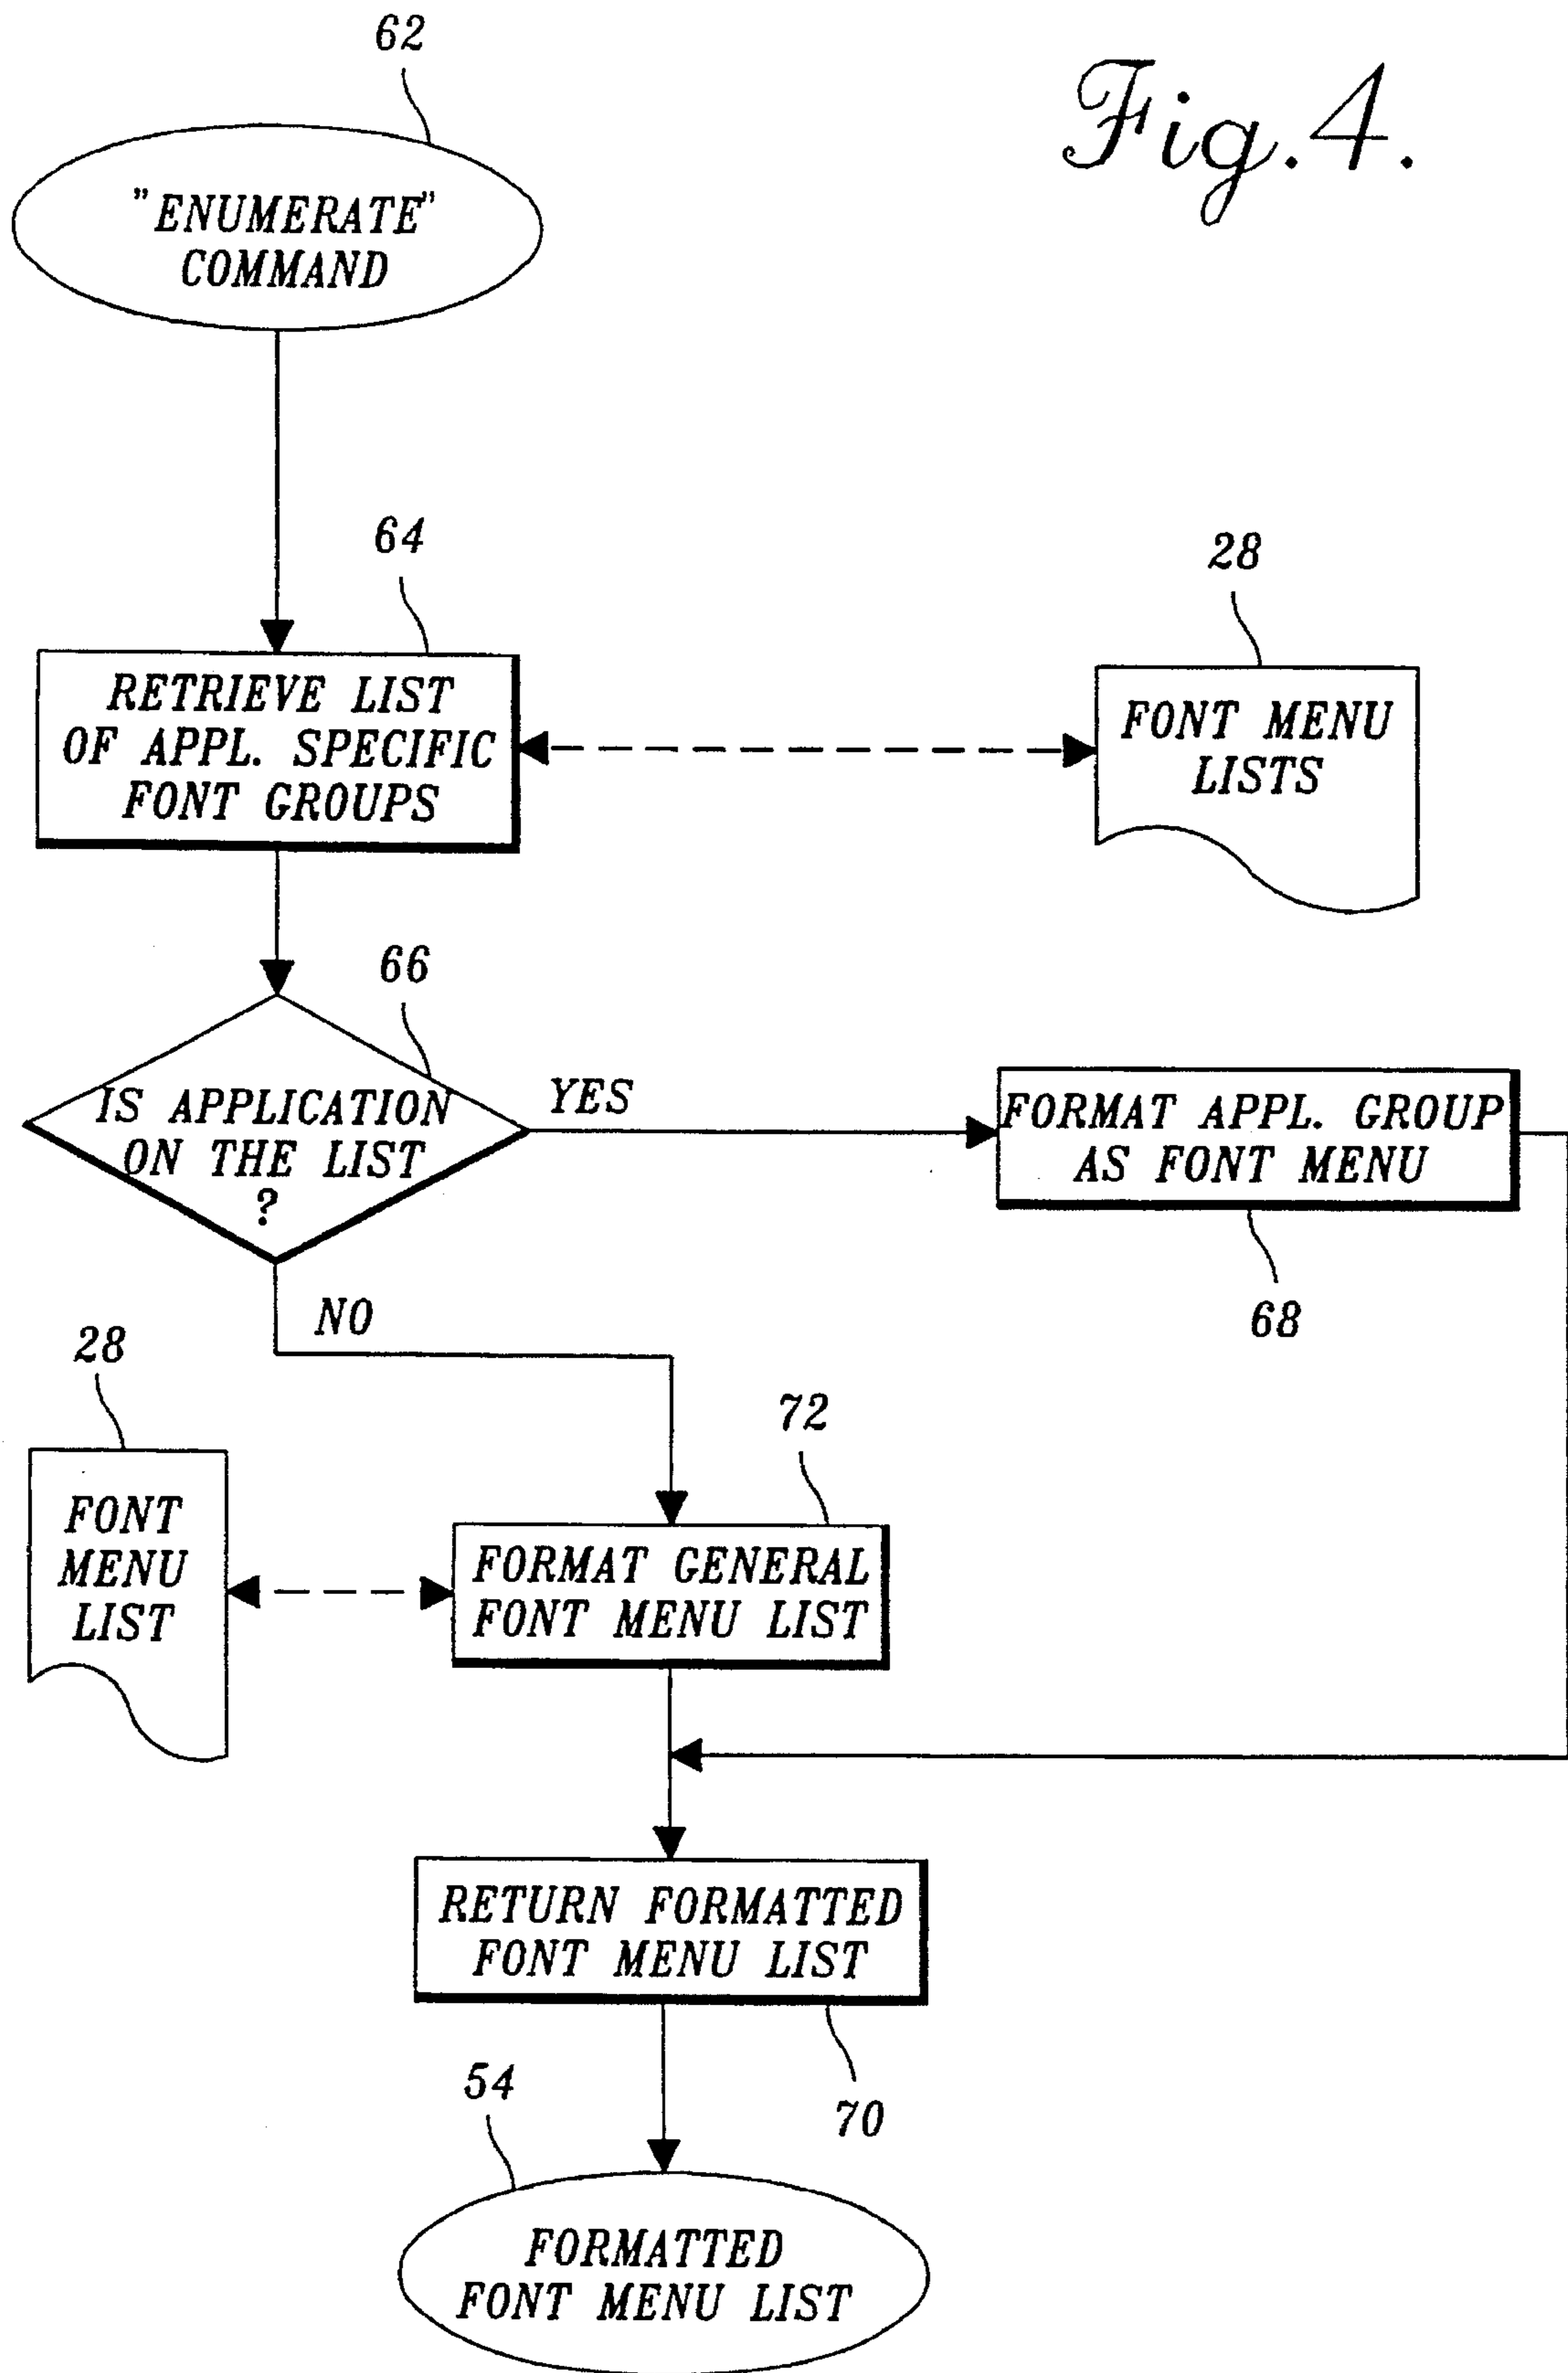 Fig.4.
62
"ENUMERATE"
COMMAND
64
RETRIEVE LIST
OF APPL. SPECIFIC
FONT GROUPS
28
FONT MENU
LISTS
66
IS APPLICATION
ON THE LIST
?
YES
FORMAT APPL. GROUP
AS FONT MENU
68
NO
28
FONT
MENU
LIST
72
FORMAT GENERAL
FONT MENU LIST
RETURN FORMATTED
FONT MENU LIST
70
54
FORMATTED
FONT MENU LIST